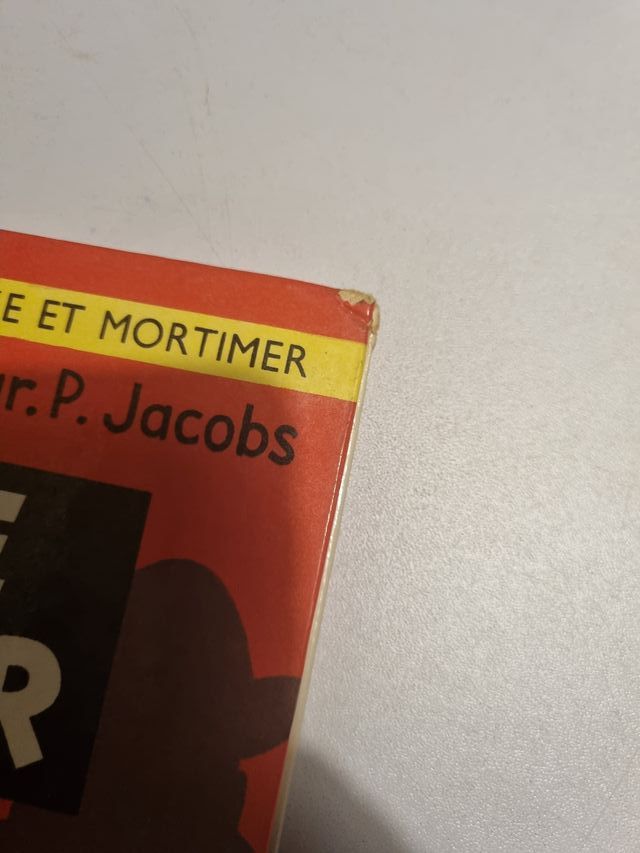 E ET MORTIMER
r. P. Jacobs
E
R